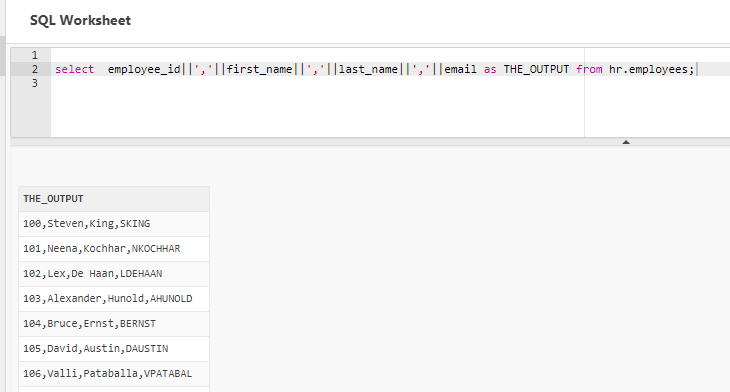 SQL Worksheet
1
2 select  employee_id||','||first_name||','||last_name||','||email as THE_OUTPUT from hr.employees;
3
THE_OUTPUT
100,Steven,King,SKING
101,Neena,Kochhar,NKOCHHAR
102,Lex,De Haan,LDEHAAN
103,Alexander,Hunold,AHUNOLD
104,Bruce,Ernst,BERNST
105,David,Austin,DAUSTIN
106,Valli,Pataballa,VPATABAL